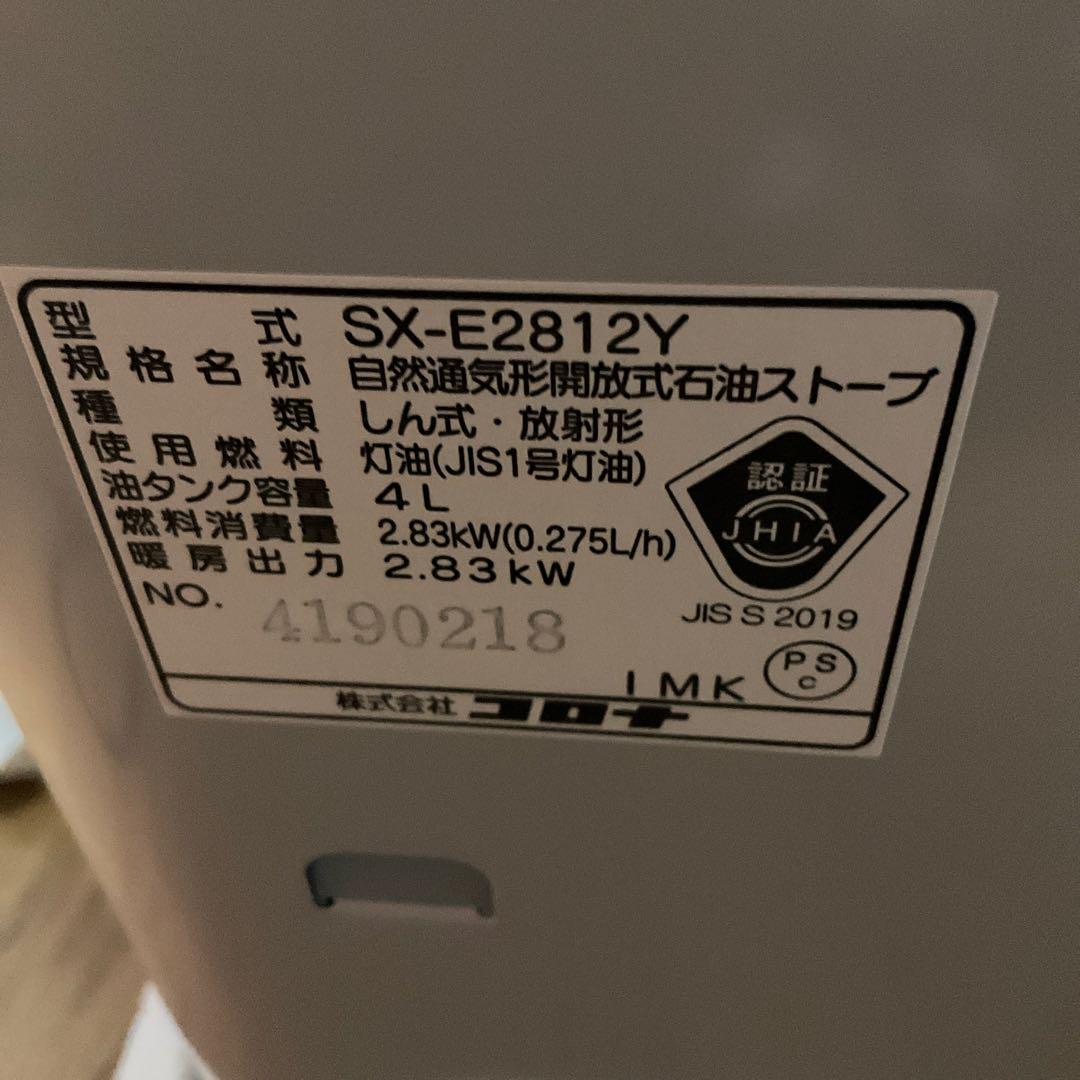 型式 SX-E2812Y
規格名称 自然通気形開放式石油ストーブ
種類 しん式・放射形
使用燃料 灯油(JIS1号灯油)
油タンク容量 4L
燃料消費量 2.83kW(0.275L/h)
暖房出力 2.83kW
NO. 4190218
認証
JHIA
JIS S 2019
IMK
PS
C
株式会社 コロナ